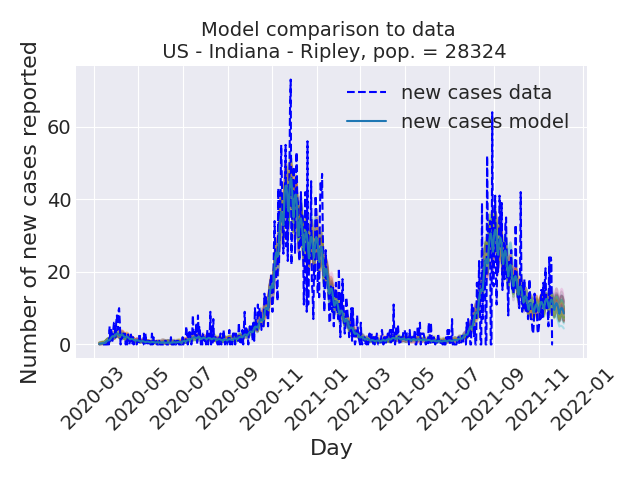 Model comparison to data
US - Indiana - Ripley, pop. = 28324
Number of new cases reported
60
40
20
0
new cases data
new cases model
2020-03
2020-05
2020-07
2020-09
2020-11
2021-01
2021-03
2021-05
2021-07
2021-09
2021-11
2022-01
Day